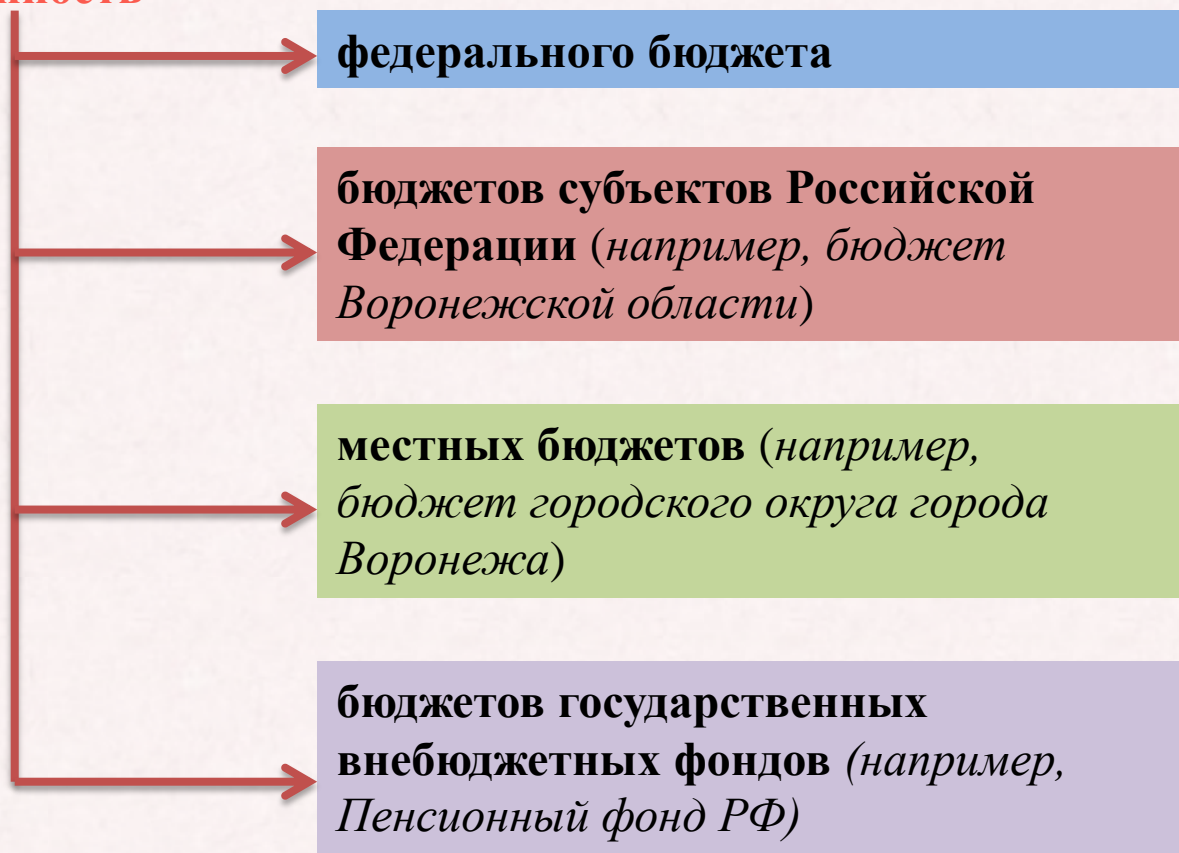 федерального бюджета
бюджетов субъектов Российской
Федерации (например, бюджет
Воронежской области)
местных бюджетов (например,
бюджет городского округа города
Воронежа)
бюджетов государственных
внебюджетных фондов (например,
Пенсионный фонд РФ)